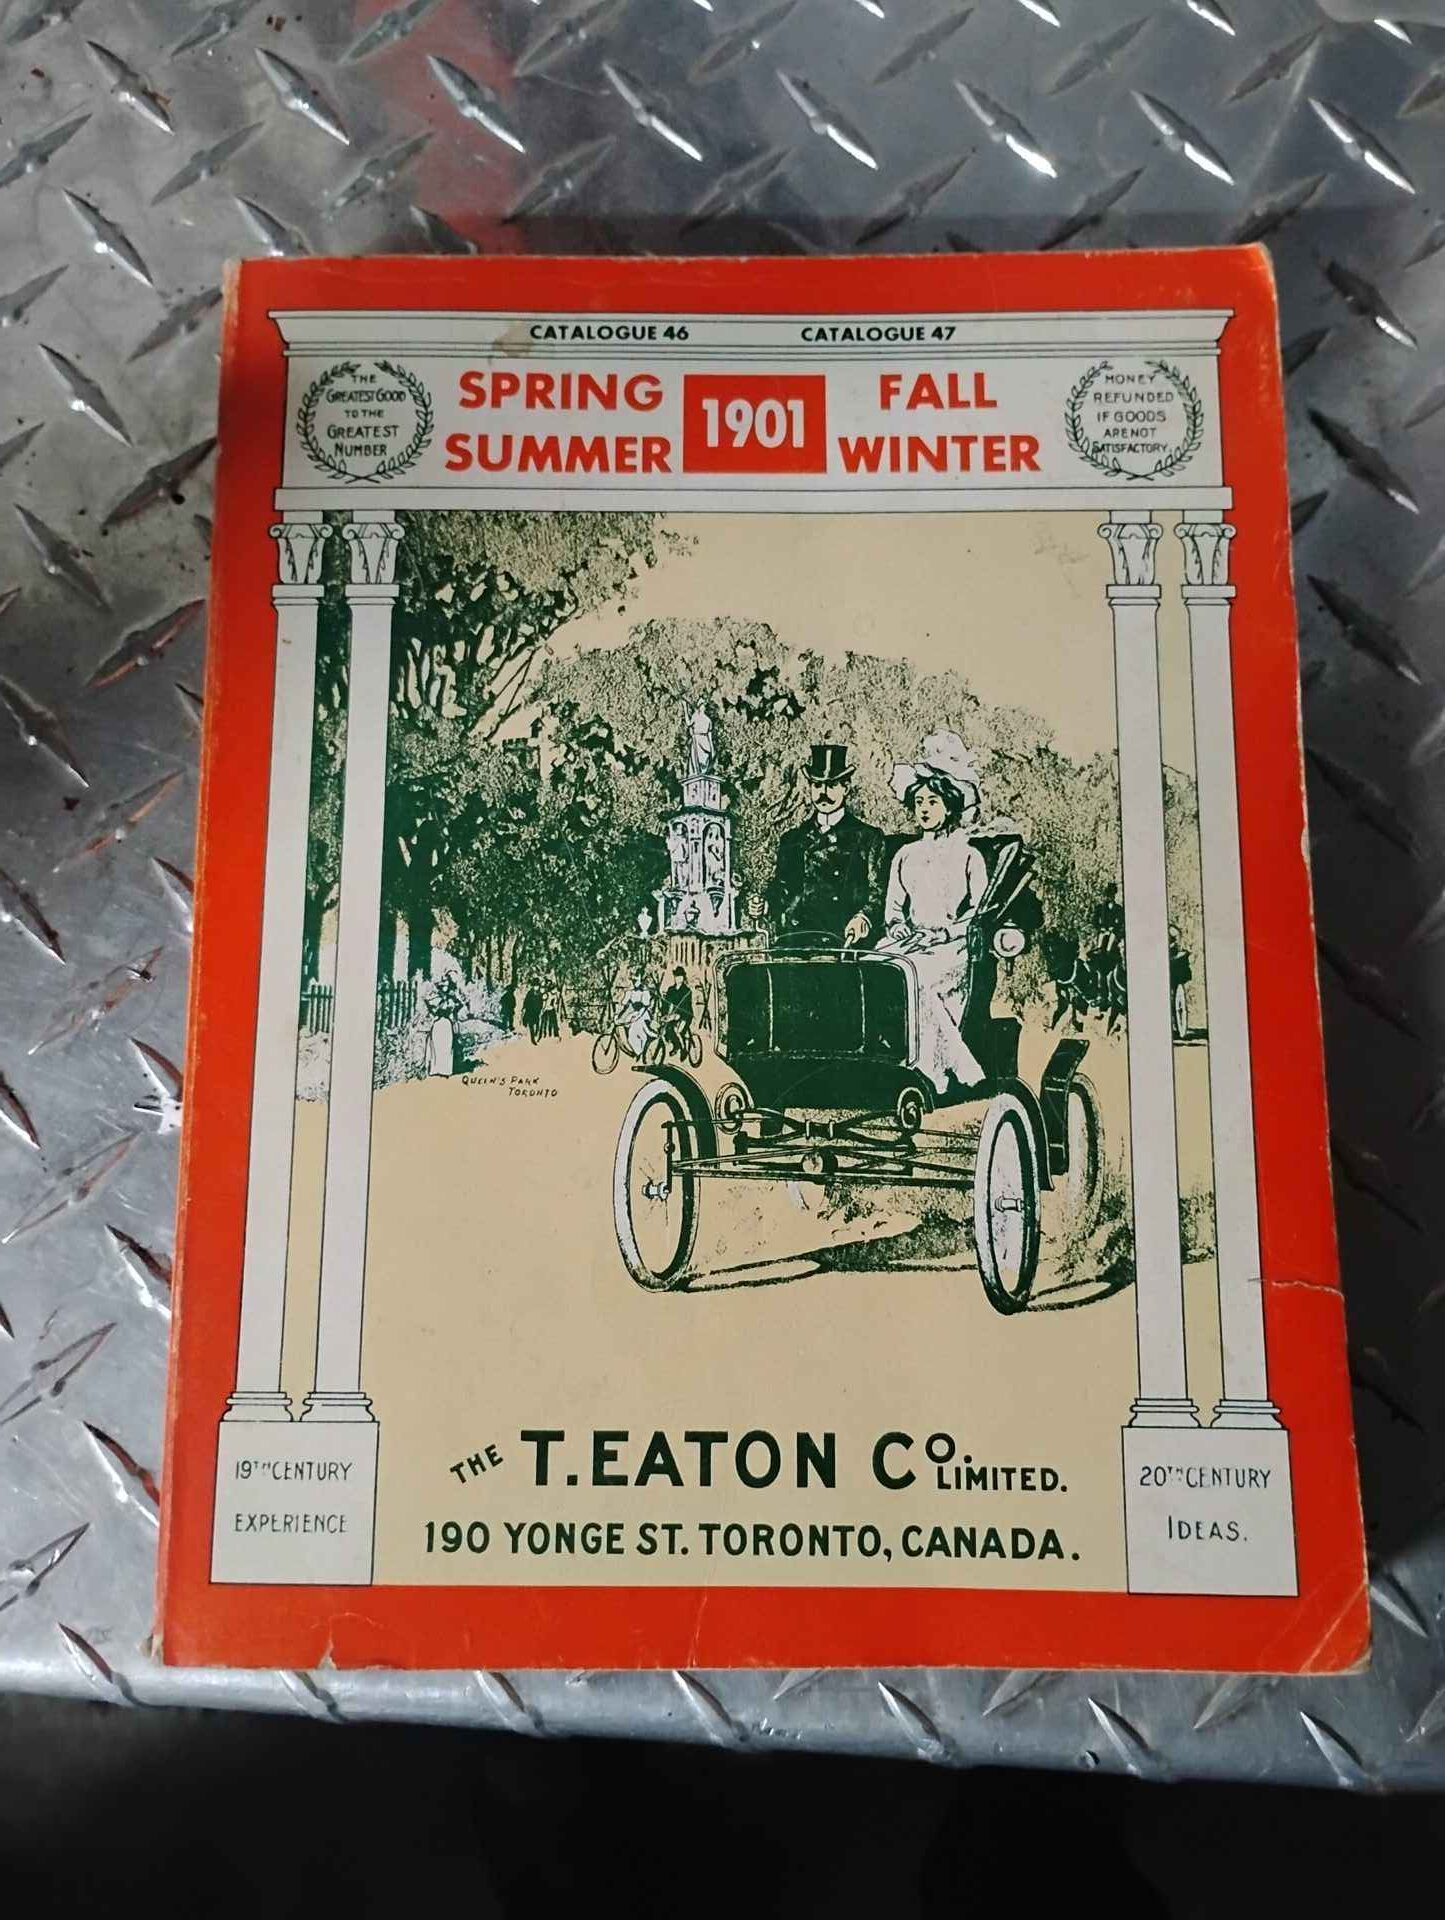 CATALOGUE 46 CATALOGUE 47
THE
GREATEST GOOD
TO THE
GREATEST
NUMBER
SPRING
SUMMER
1901
FALL
WINTER
MONEY
REFUNDED
IF GOODS
ARE NOT
SATISFACTORY.
QUEEN'S PARK
TORONTO
THE T. EATON CO. LIMITED.
190 YONGE ST. TORONTO, CANADA.
19TH CENTURY
EXPERIENCE
20TH CENTURY
IDEAS.